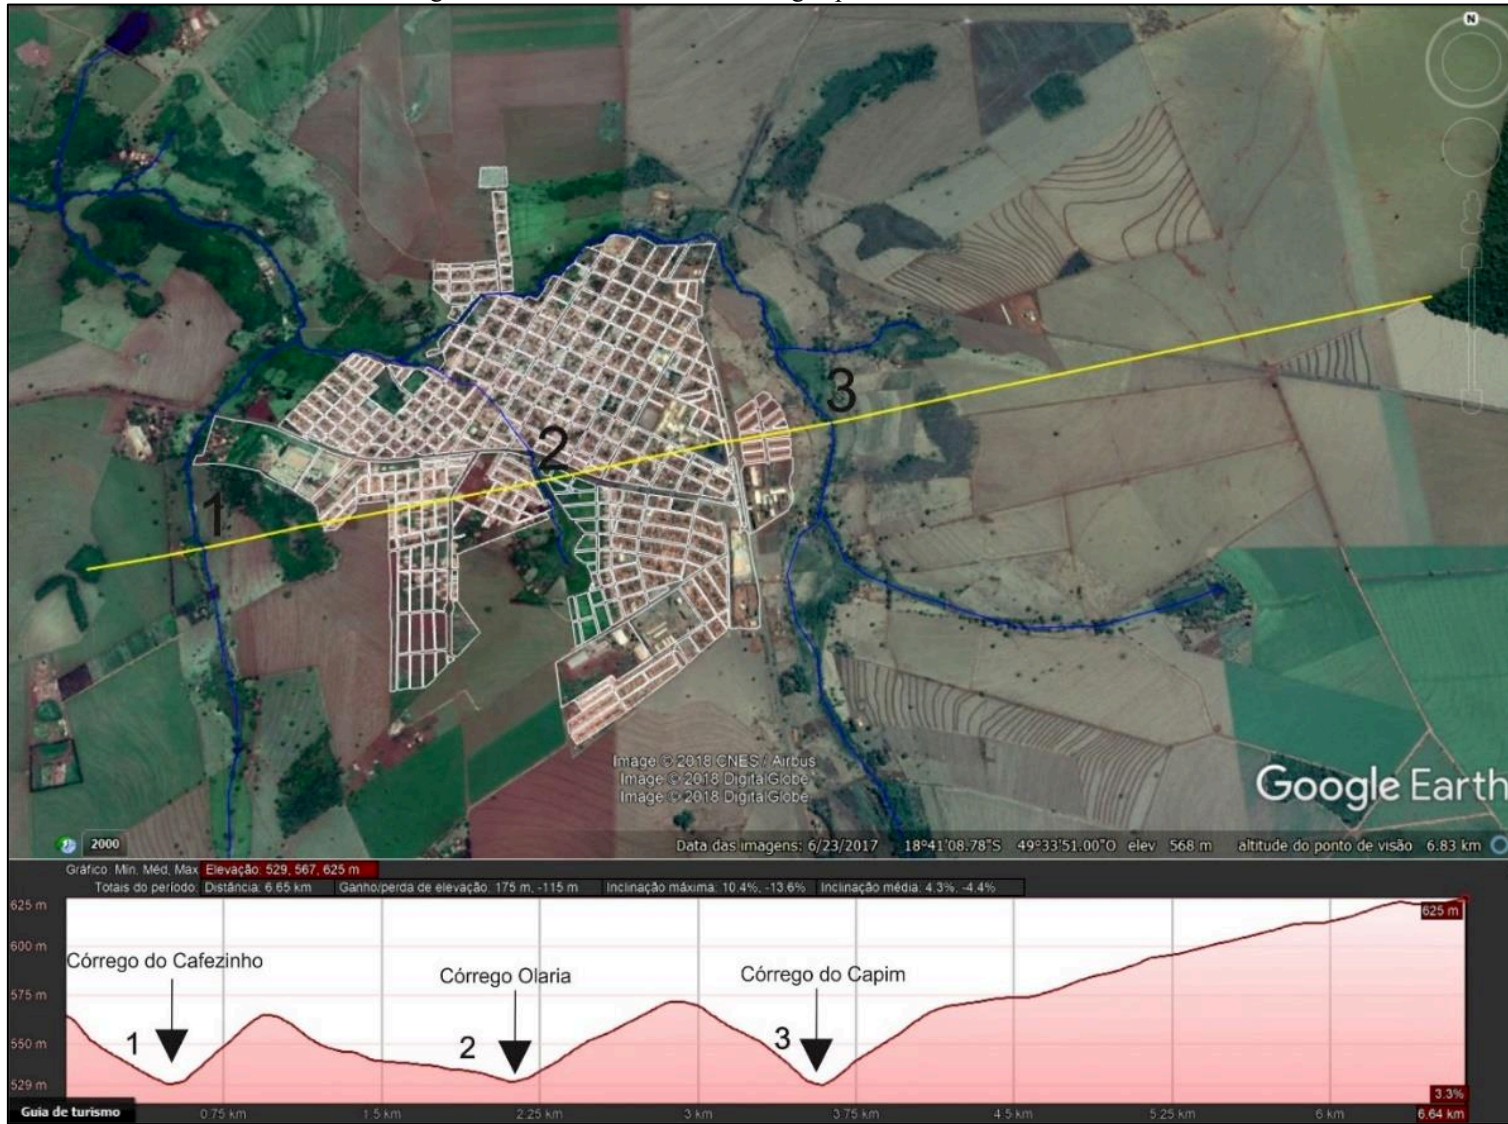 N
3
2
1
Image © 2018 CNES / Airbus
Image © 2018 DigitalGlobe
Image © 2018 DigitalGlobe
Google Earth
2000
Data das imagens: 6/23/2017 18°41'08.78"S 49°33'51.00"O elev 568 m altitude do ponto de visão 6.83 km
Gráfico: Mín, Méd, Max Elevação: 529, 567, 625 m
Totais do período: Distância: 6.65 km Ganho/perda de elevação: 175 m, -115 m Inclinação máxima: 10.4%, -13.6% Inclinação média: 4.3%, -4.4%
625 m
625 m
600 m
Córrego do Cafezinho
Córrego Olaria
Córrego do Capim
575 m
1
2
3
550 m
529 m
3.3%
Guia de turismo
0.75 km 1.5 km 2.25 km 3 km 3.75 km 4.5 km 5.25 km 6 km 6.64 km